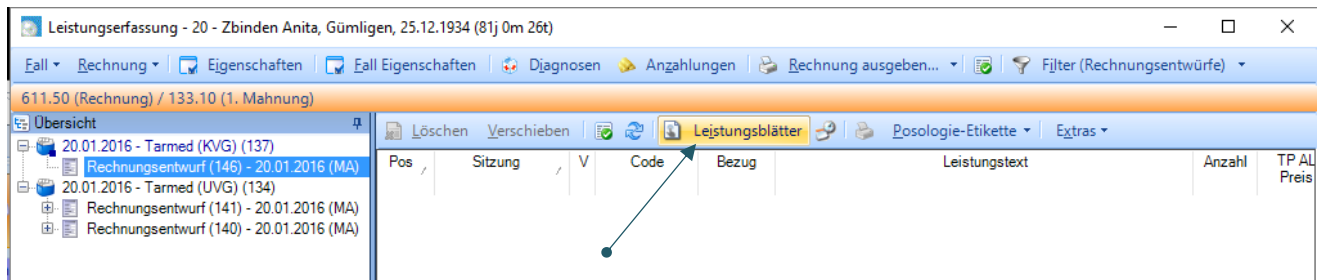 Leistungserfassung - 20 - Zbinden Anita, Gümligen, 25.12.1934 (81j 0m 26t)
Fall Rechnung Eigenschaften Fall Eigenschaften Diagnosen Anzahlungen Rechnung ausgeben... Filter (Rechnungsentwürfe)
611.50 (Rechnung) / 133.10 (1. Mahnung)
Übersicht
20.01.2016 - Tarmed (KVG) (137)
Rechnungsentwurf (146) - 20.01.2016 (MA)
20.01.2016 - Tarmed (UVG) (134)
Rechnungsentwurf (141) - 20.01.2016 (MA)
Rechnungsentwurf (140) - 20.01.2016 (MA)
Löschen Verschieben Leistungsblätter Posologie-Etikette Extras
Pos Sitzung V Code Bezug Leistungstext Anzahl TP AL
Preis